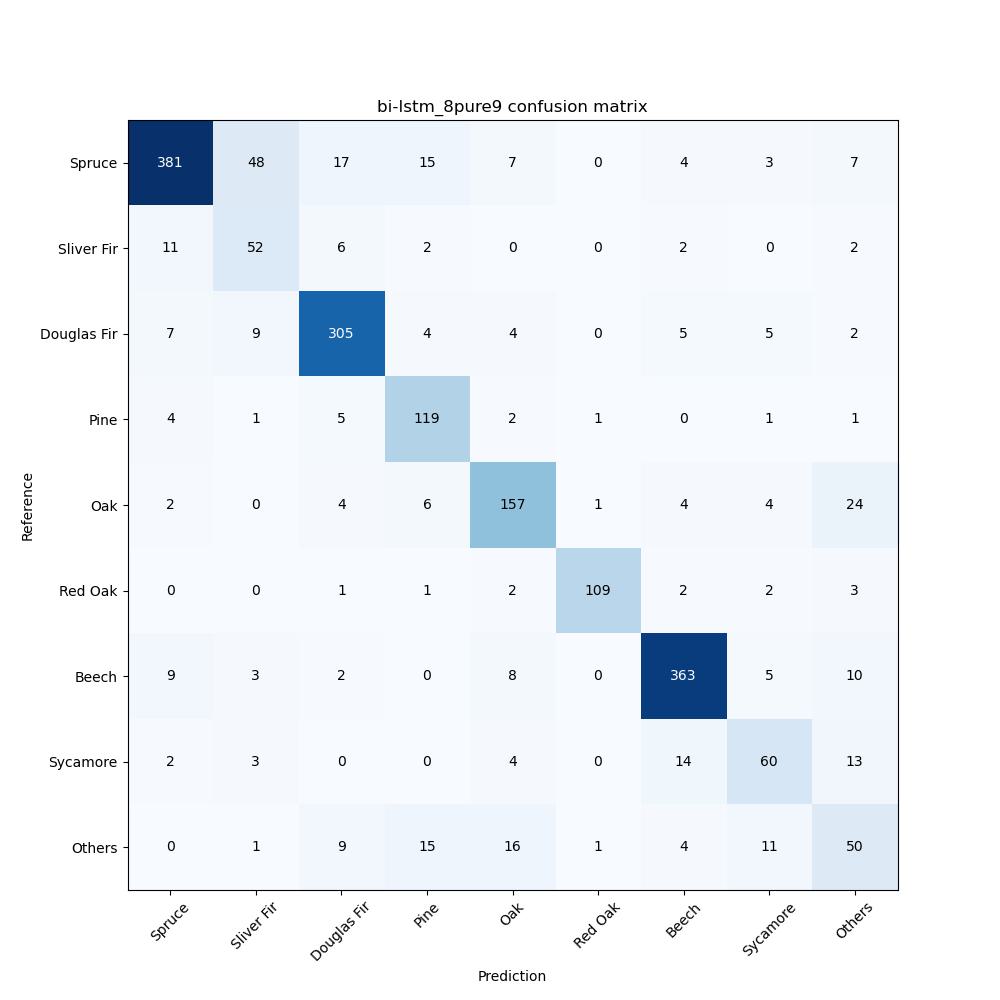 bi-lstm_8pure9 confusion matrix
Spruce 381 48 17 15 7 0 4 3 7
Sliver Fir 11 52 6 2 0 0 2 0 2
Douglas Fir 7 9 305 4 4 0 5 5 2
Pine 4 1 5 119 2 1 0 1 1
Oak 2 0 4 6 157 1 4 4 24
Red Oak 0 0 1 1 2 109 2 2 3
Beech 9 3 2 0 8 0 363 5 10
Sycamore 2 3 0 0 4 0 14 60 13
Others 0 1 9 15 16 1 4 11 50
Reference
Spruce Sliver Fir Douglas Fir Pine Oak Red Oak Beech Sycamore Others
Prediction